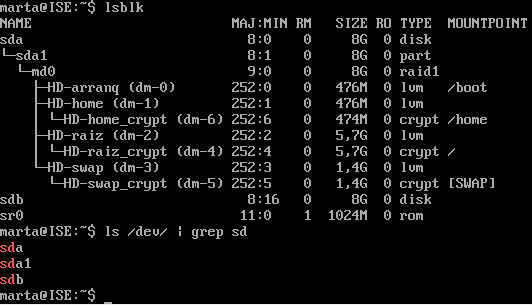 marta@ISE:~$ lsblk
NAME MAJ:MIN RM SIZE RO TYPE MOUNTPOINT
sda 8:0 0 8G 0 disk
└─sda1 8:1 0 8G 0 part
  └─md0 9:0 0 8G 0 raid1
    ├─HD-arranq (dm-0) 252:0 0 476M 0 lvm /boot
    ├─HD-home (dm-1) 252:1 0 476M 0 lvm
    │ └─HD-home_crypt (dm-6) 252:6 0 474M 0 crypt /home
    ├─HD-raiz (dm-2) 252:2 0 5,7G 0 lvm
    │ └─HD-raiz_crypt (dm-4) 252:4 0 5,7G 0 crypt /
    └─HD-swap (dm-3) 252:3 0 1,4G 0 lvm
      └─HD-swap_crypt (dm-5) 252:5 0 1,4G 0 crypt [SWAP]
sdb 8:16 0 8G 0 disk
sr0 11:0 1 1024M 0 rom
marta@ISE:~$ ls /dev/ | grep sd
sda
sda1
sdb
marta@ISE:~$